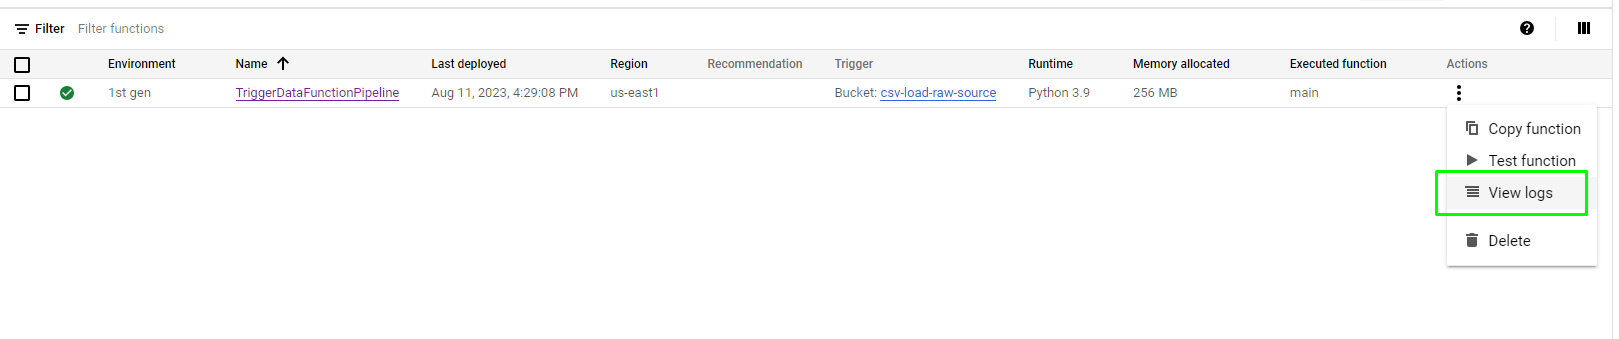 Filter Filter functions
Environment Name Last deployed Region Recommendation Trigger Runtime Memory allocated Executed function Actions
1st gen TriggerDataFunctionPipeline Aug 11, 2023, 4:29:08 PM us-east1 Bucket: csv-load-raw-source Python 3.9 256 MB main
Copy function
Test function
View logs
Delete